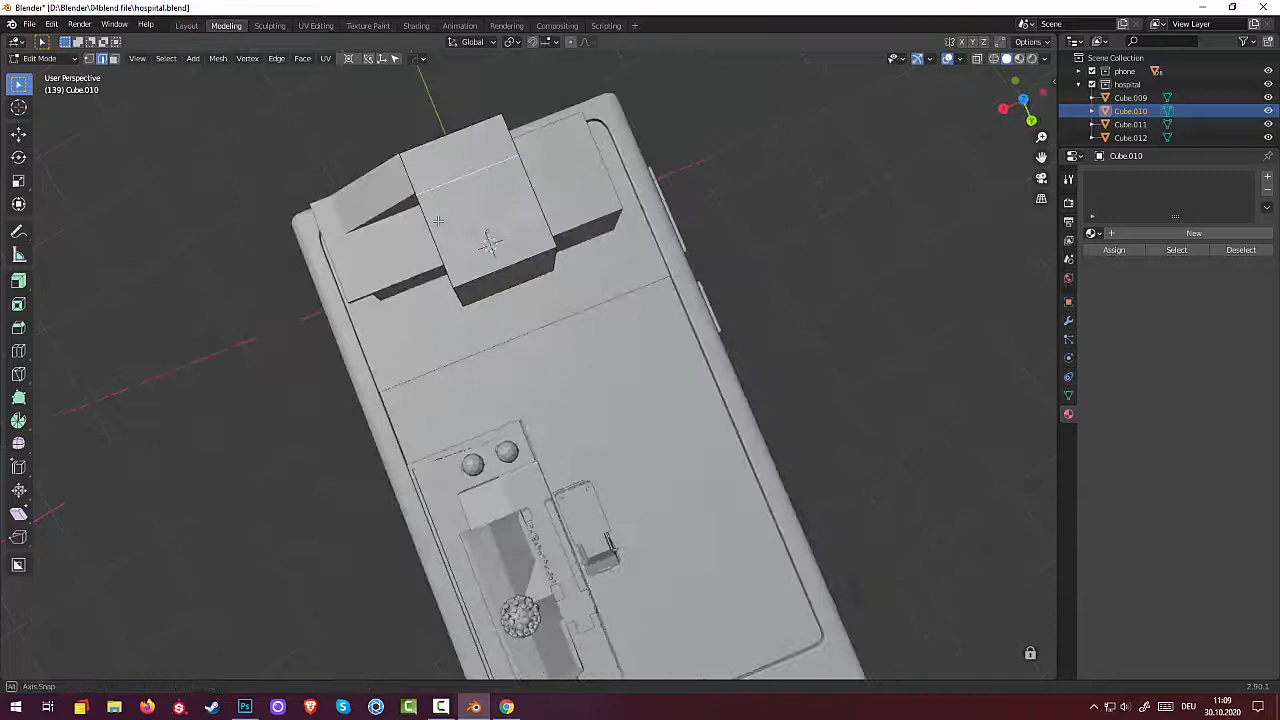 Blender* [D:\04blend file\hospital.blend]
File Edit Render Window Help Layout Modeling Sculpting UV Editing Texture Paint Shading Animation Rendering Compositing Scripting + Scene View Layer
Global X Y Z Options
Edit Mode View Select Add Mesh Vertex Edge Face UV
User Perspective
(139) Cube.010
Scene Collection
phone
hospital
Cube.009
Cube.010
Cube.011
Cube.012
Cube.010
New
Assign Select Deselect
Axis Snap 2.90.1
DEU 11:09
30.10.2020